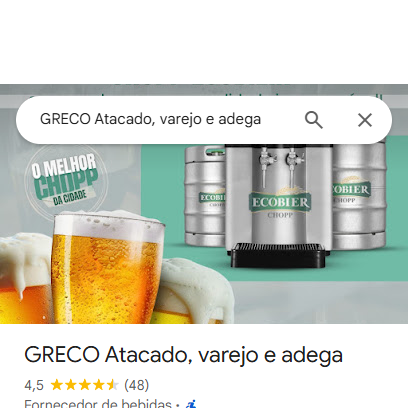 GRECO Atacado, varejo e adega
O MELHOR
CHOPP
DA CIDADE
ECOBIER
CHOPP
ECOBIER
CHOPP
GRECO Atacado, varejo e adega
4,5 (48)
Fornecedor de bebidas ·